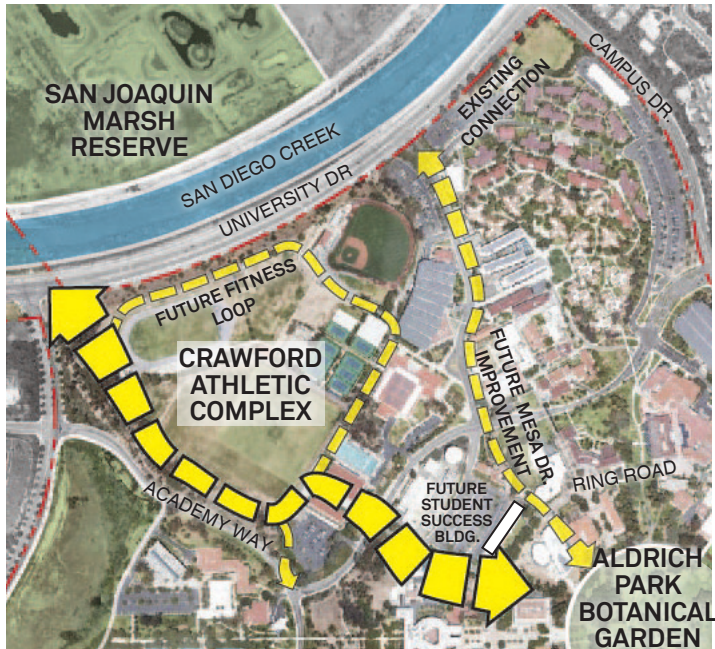 CAMPUS DR.
EXISTING
CONNECTION
SAN JOAQUIN
MARSH
RESERVE
SAN DIEGO CREEK
UNIVERSITY DR
FUTURE FITNESS
LOOP
CRAWFORD
ATHLETIC
COMPLEX
FUTURE MESA DR.
IMPROVEMENT
RING ROAD
FUTURE
STUDENT
SUCCESS
BLDG.
ACADEMY WAY
ALDRICH
PARK
BOTANICAL
GARDEN